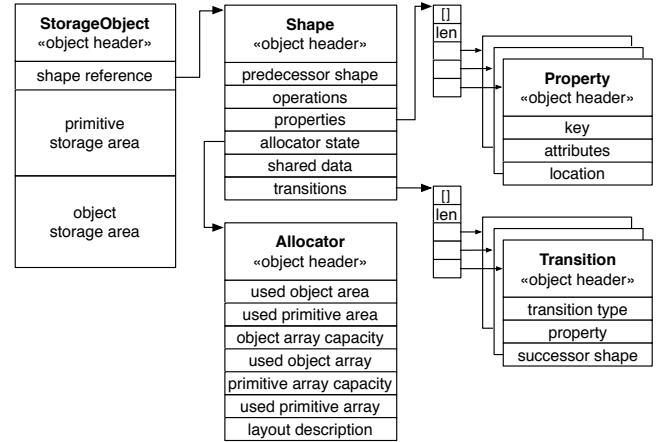 StorageObject
«object header»
shape reference
primitive
storage area
object
storage area
Shape
«object header»
predecessor shape
operations
properties
allocator state
shared data
transitions
Allocator
«object header»
used object area
used primitive area
object array capacity
used object array
primitive array capacity
used primitive array
layout description
[]
len
Property
«object header»
key
attributes
location
[]
len
Transition
«object header»
transition type
property
successor shape